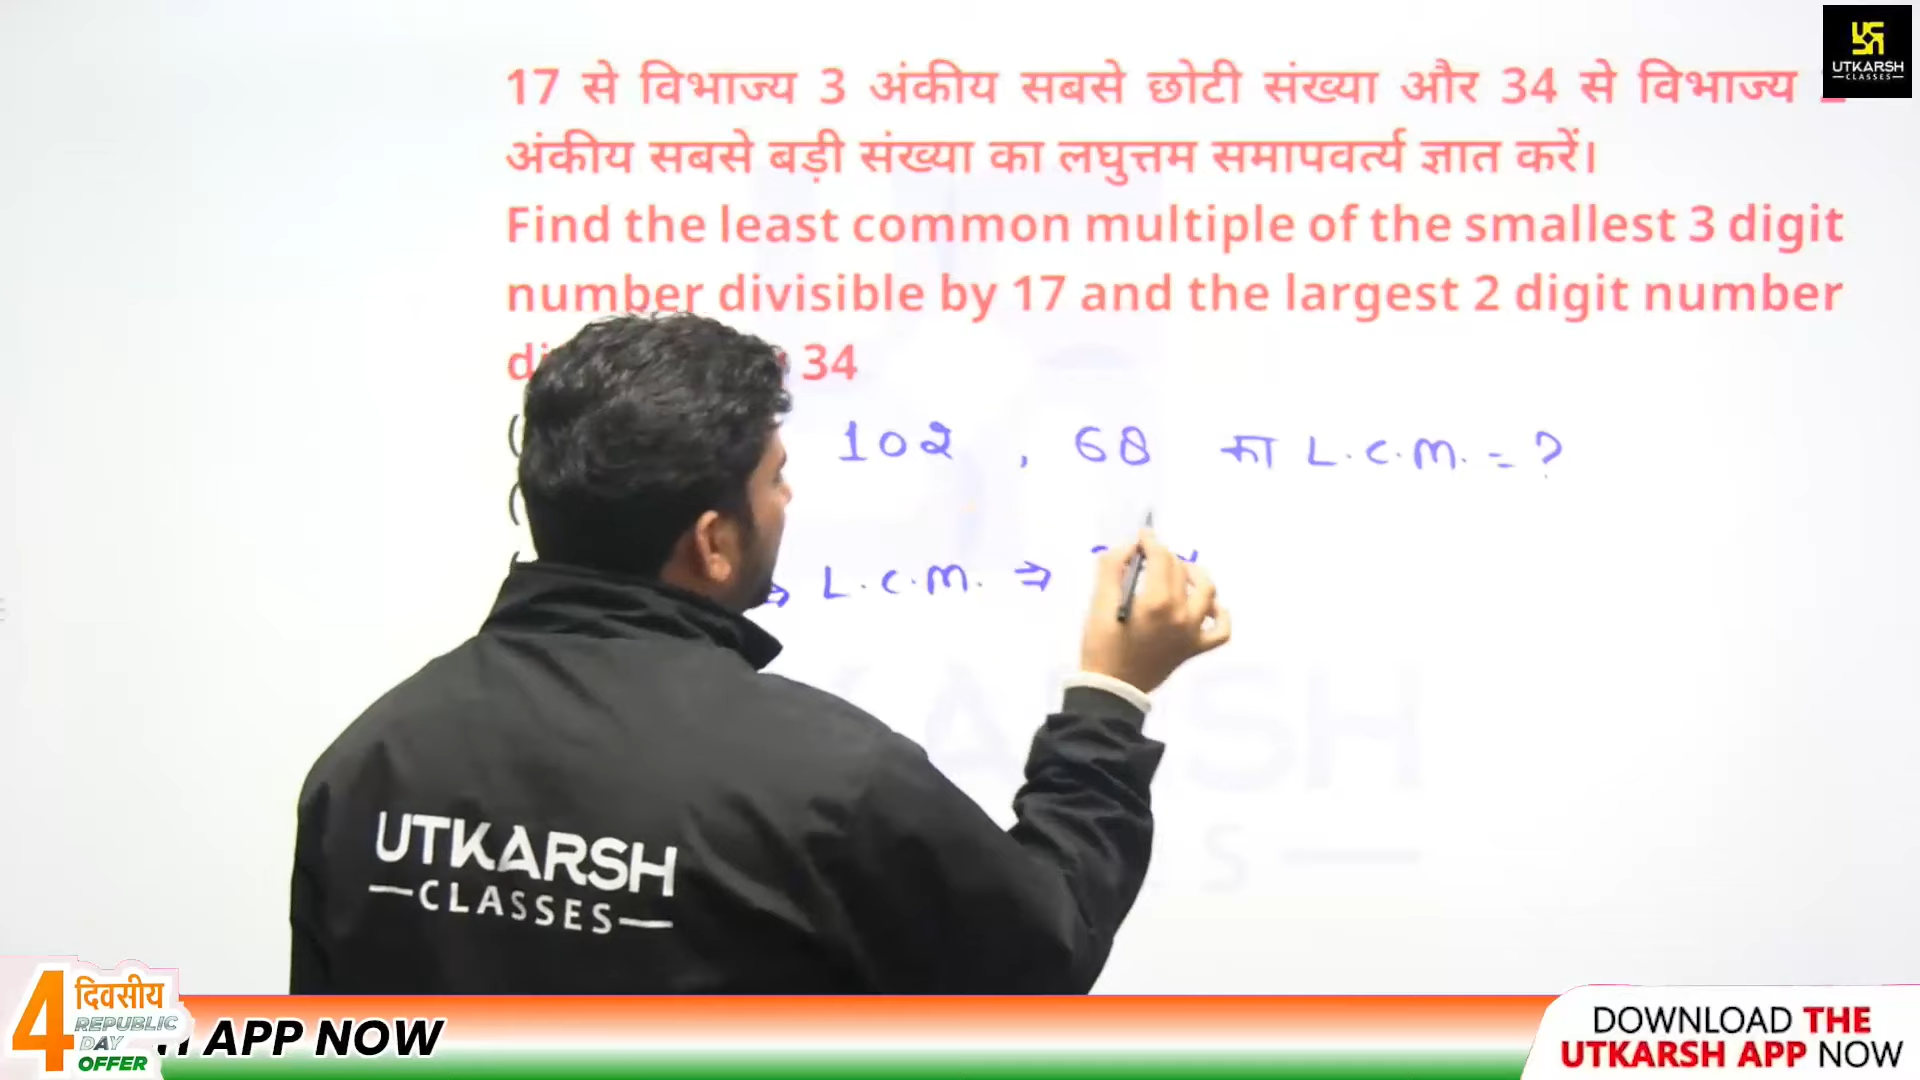 17 से विभाज्य 3 अंकीय सबसे छोटी संख्या और 34 से विभाज्य
अंकीय सबसे बड़ी संख्या का लघुत्तम समापवर्त्य ज्ञात करें।
Find the least common multiple of the smallest 3 digit
number divisible by 17 and the largest 2 digit number
34
102 , 68 का L.C.M. = ?
⇒ L.C.M. ⇒
UTKARSH
CLASSES
UTKARSH
CLASSES
4 दिवसीय
REPUBLIC
DAY
OFFER
APP NOW
DOWNLOAD THE
UTKARSH APP NOW